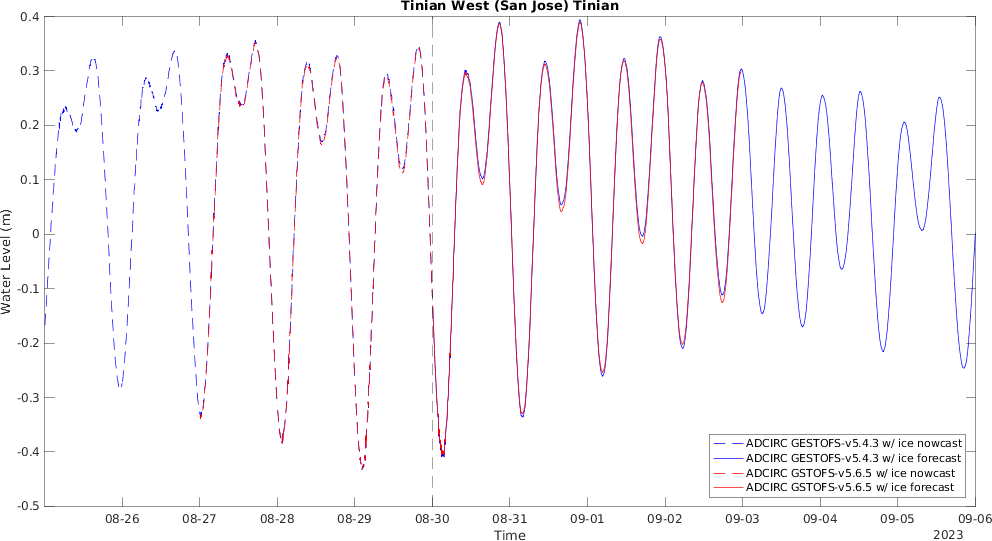 Tinian West (San Jose) Tinian
0.4
0.3
0.2
0.1
0
-0.1
-0.2
-0.3
-0.4
-0.5
Water Level (m)
08-26 08-27 08-28 08-29 08-30 08-31 09-01 09-02 09-03 09-04 09-05 09-06
Time
2023
ADCIRC GESTOFS-v5.4.3 w/ ice nowcast
ADCIRC GESTOFS-v5.4.3 w/ ice forecast
ADCIRC GSTOFS-v5.6.5 w/ ice nowcast
ADCIRC GSTOFS-v5.6.5 w/ ice forecast